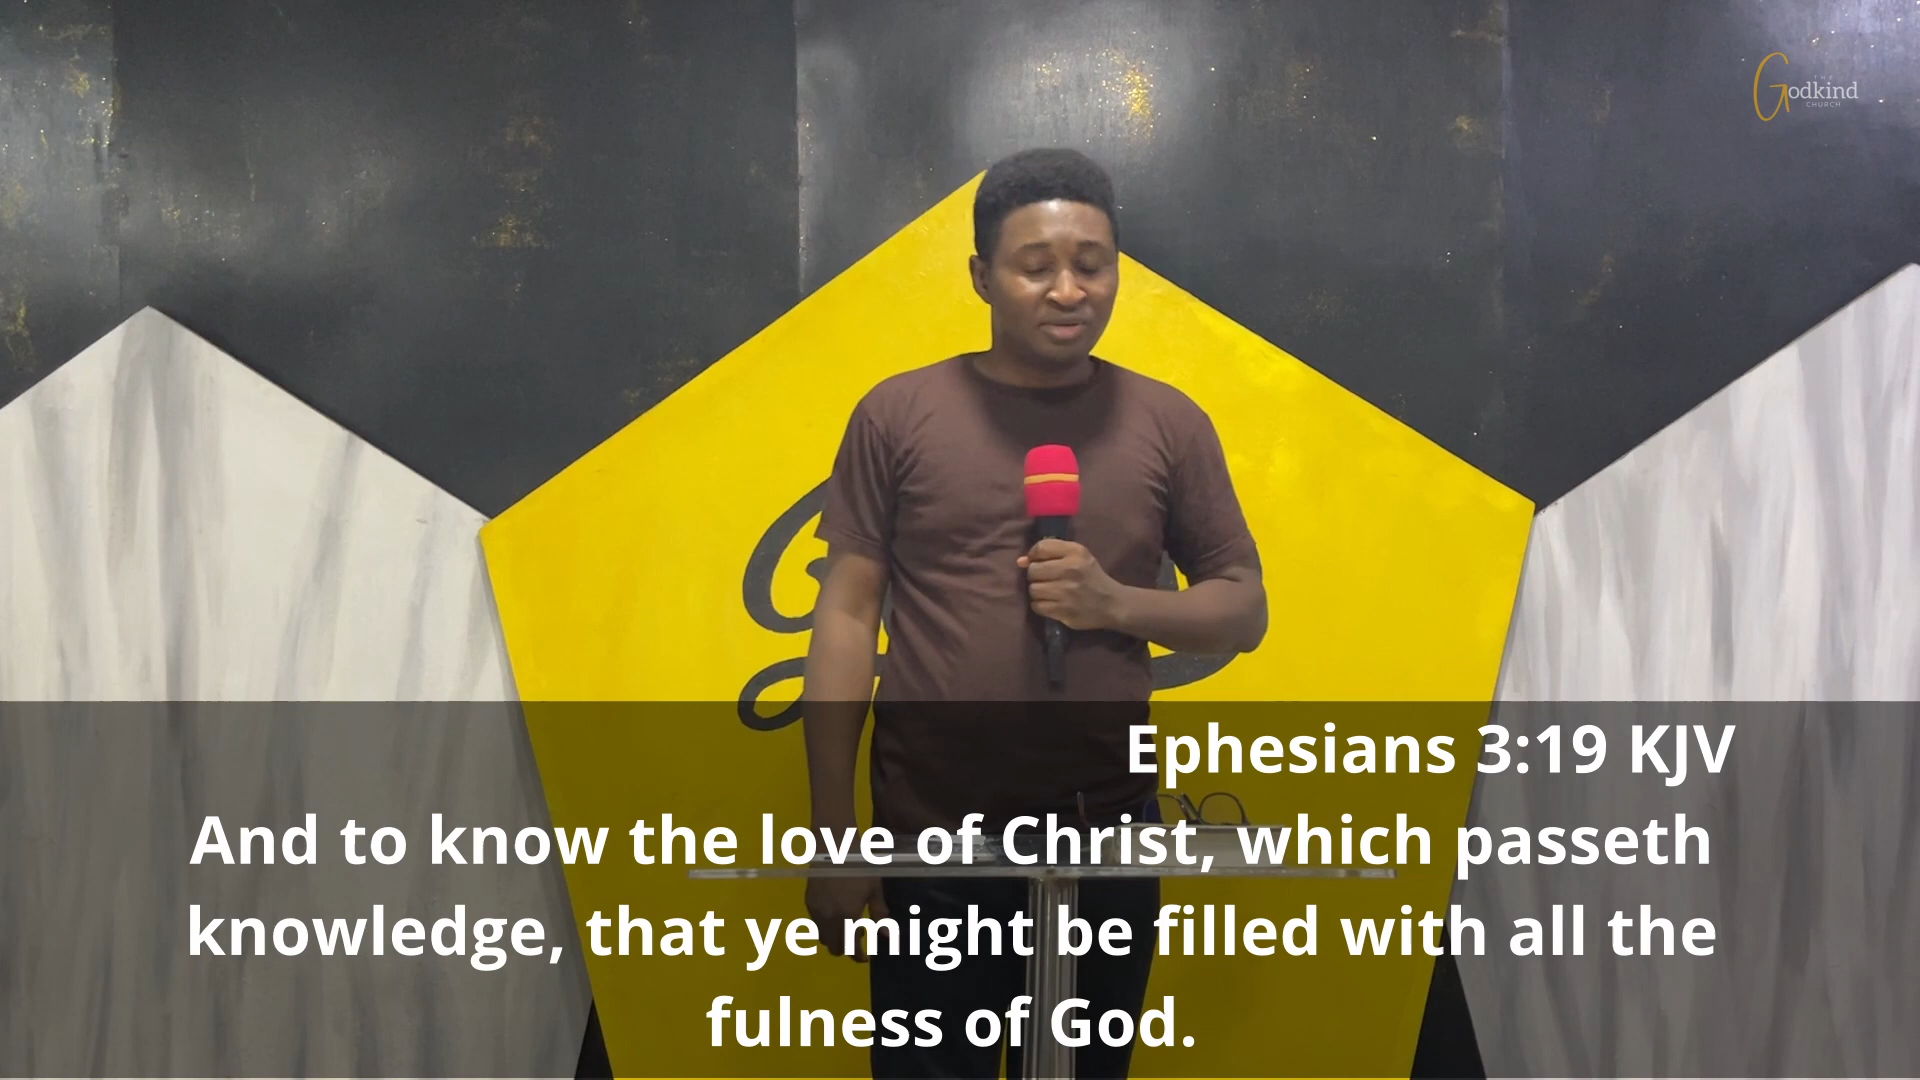 Godkind
CHURCH
Ephesians 3:19 KJV
And to know the love of Christ, which passeth
knowledge, that ye might be filled with all the
fulness of God.